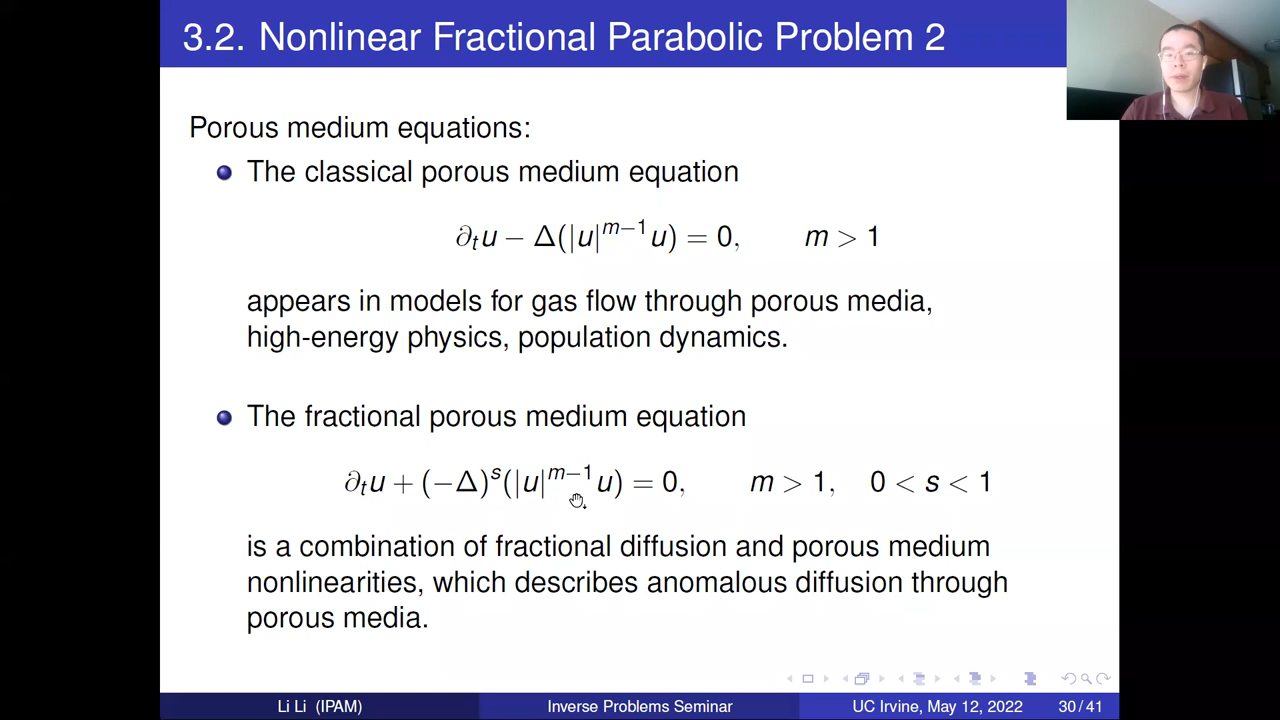 3.2. Nonlinear Fractional Parabolic Problem 2
Porous medium equations:
The classical porous medium equation
∂ₜu − Δ(|u|^{m−1}u) = 0, m > 1
appears in models for gas flow through porous media,
high-energy physics, population dynamics.
The fractional porous medium equation
∂ₜu + (−Δ)^s(|u|^{m−1}u) = 0, m > 1, 0 < s < 1
is a combination of fractional diffusion and porous medium
nonlinearities, which describes anomalous diffusion through
porous media.
Li Li (IPAM) Inverse Problems Seminar UC Irvine, May 12, 2022 30 / 41